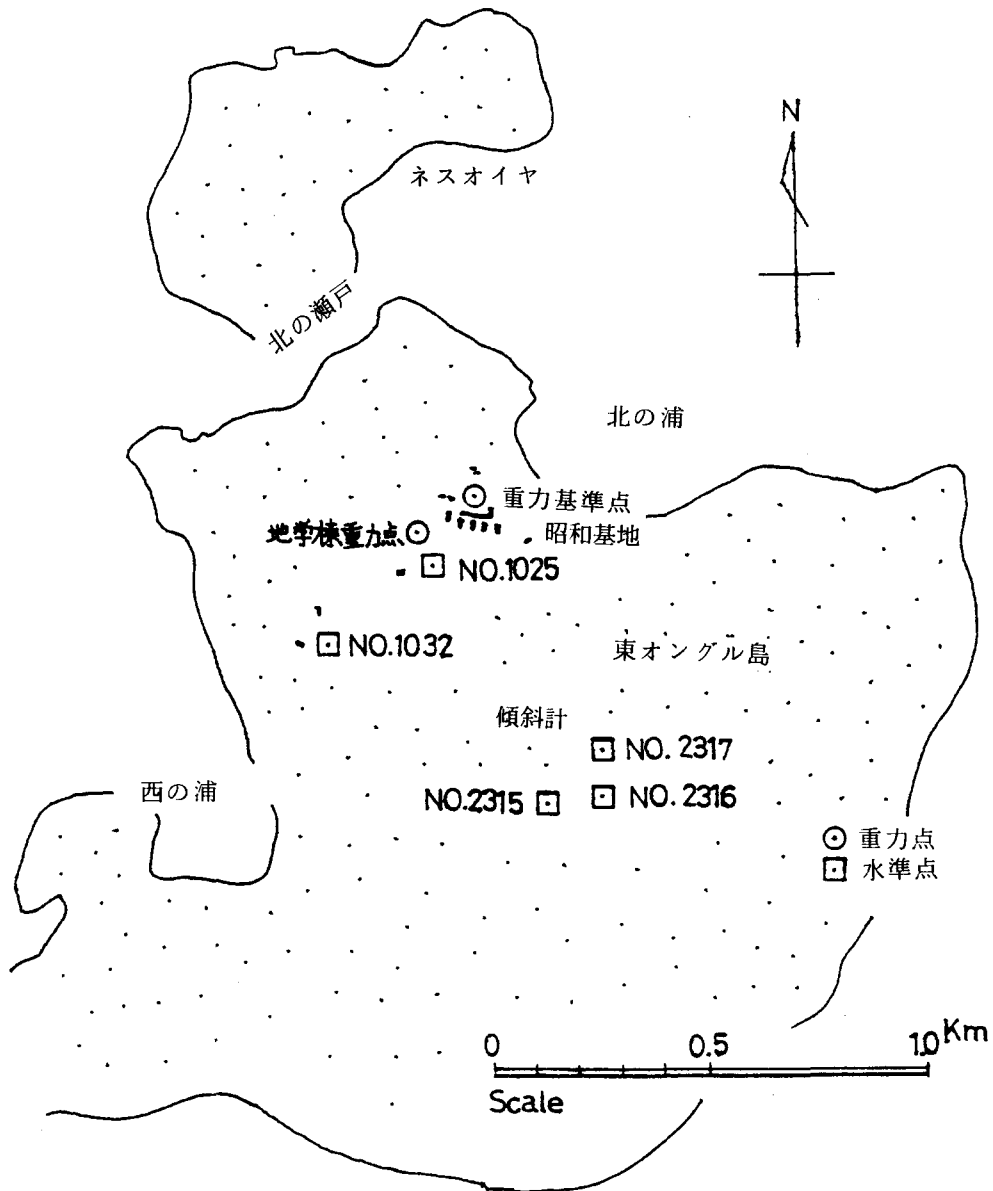 N
ネスオイヤ
北の瀬戸
北の浦
重力基準点
昭和基地
地学棟重力点
NO.1025
NO.1032
東オングル島
傾斜計
NO. 2317
西の浦
NO.2315
NO. 2316
重力点
水準点
0 0.5 1.0 Km
Scale